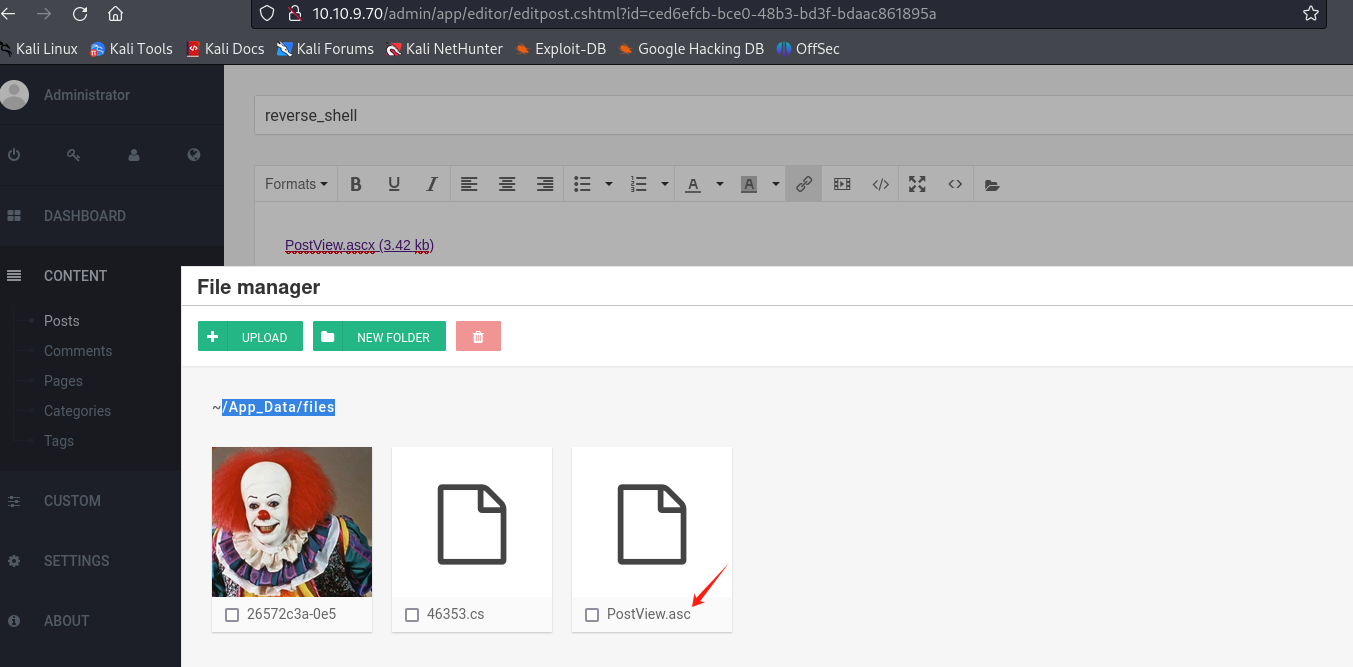 10.10.9.70/admin/app/editor/editpost.cshtml?id=ced6efcb-bce0-48b3-bd3f-bdaac861895a
Kali Linux Kali Tools Kali Docs Kali Forums Kali NetHunter Exploit-DB Google Hacking DB OffSec
Administrator
reverse_shell
Formats B U I A A
DASHBOARD
PostView.ascx (3.42 kb)
CONTENT
File manager
Posts
UPLOAD NEW FOLDER
Comments
Pages
Categories
~/App_Data/files
Tags
CUSTOM
SETTINGS
26572c3a-0e5 46353.cs PostView.asc
ABOUT